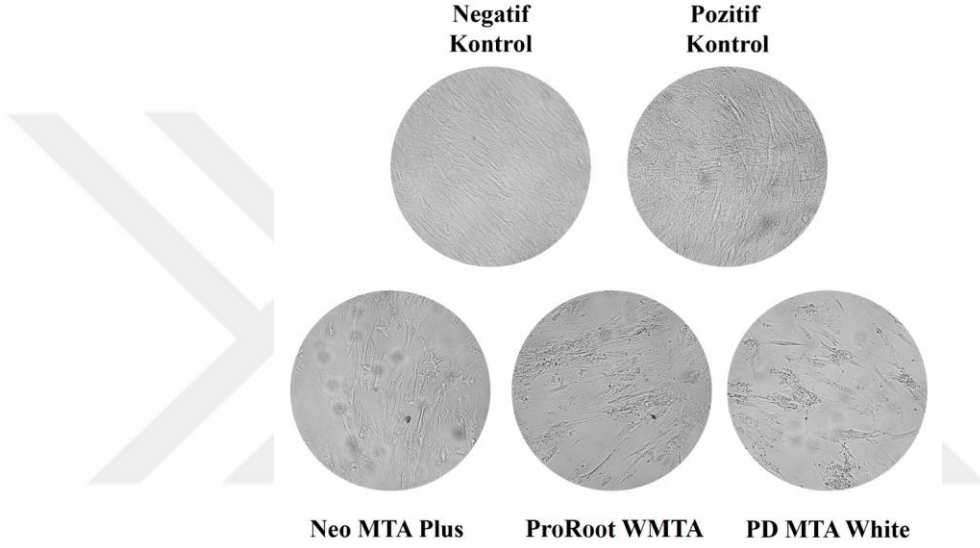 Negatif
Kontrol
Pozitif
Kontrol
Neo MTA Plus
ProRoot WMTA
PD MTA White